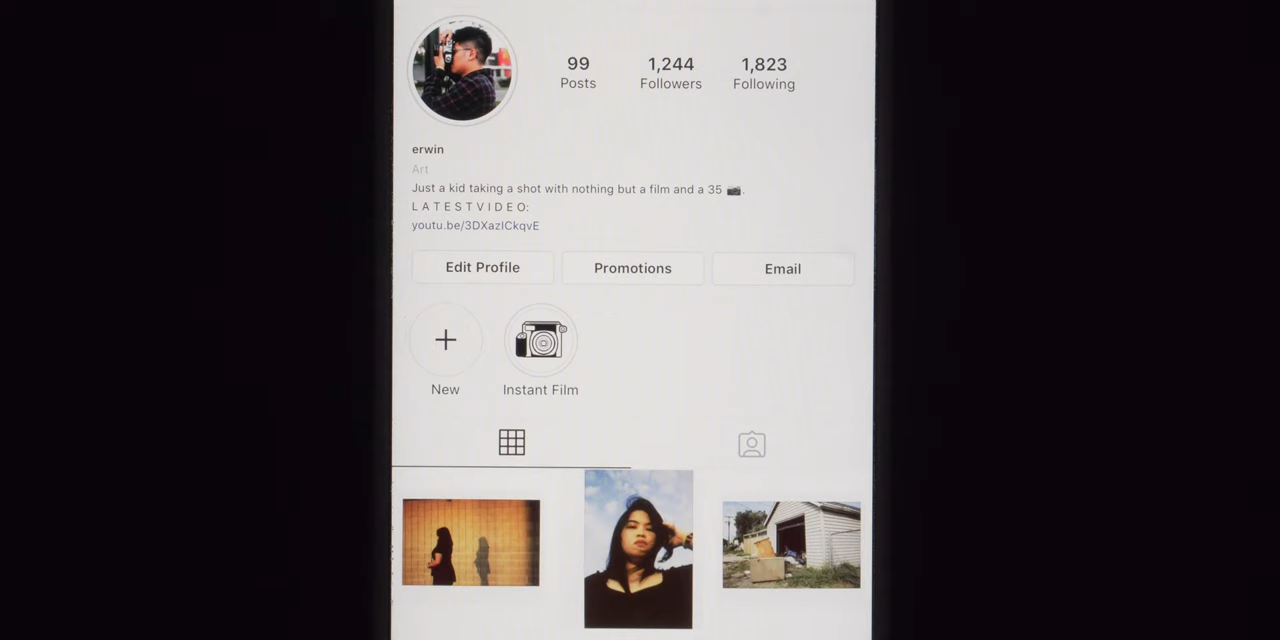 99 1,244 1,823
Posts Followers Following
erwin
Art
Just a kid taking a shot with nothing but a film and a 35 📷.
L A T E S T V I D E O:
youtu.be/3DXazICkqvE
Edit Profile Promotions Email
New Instant Film